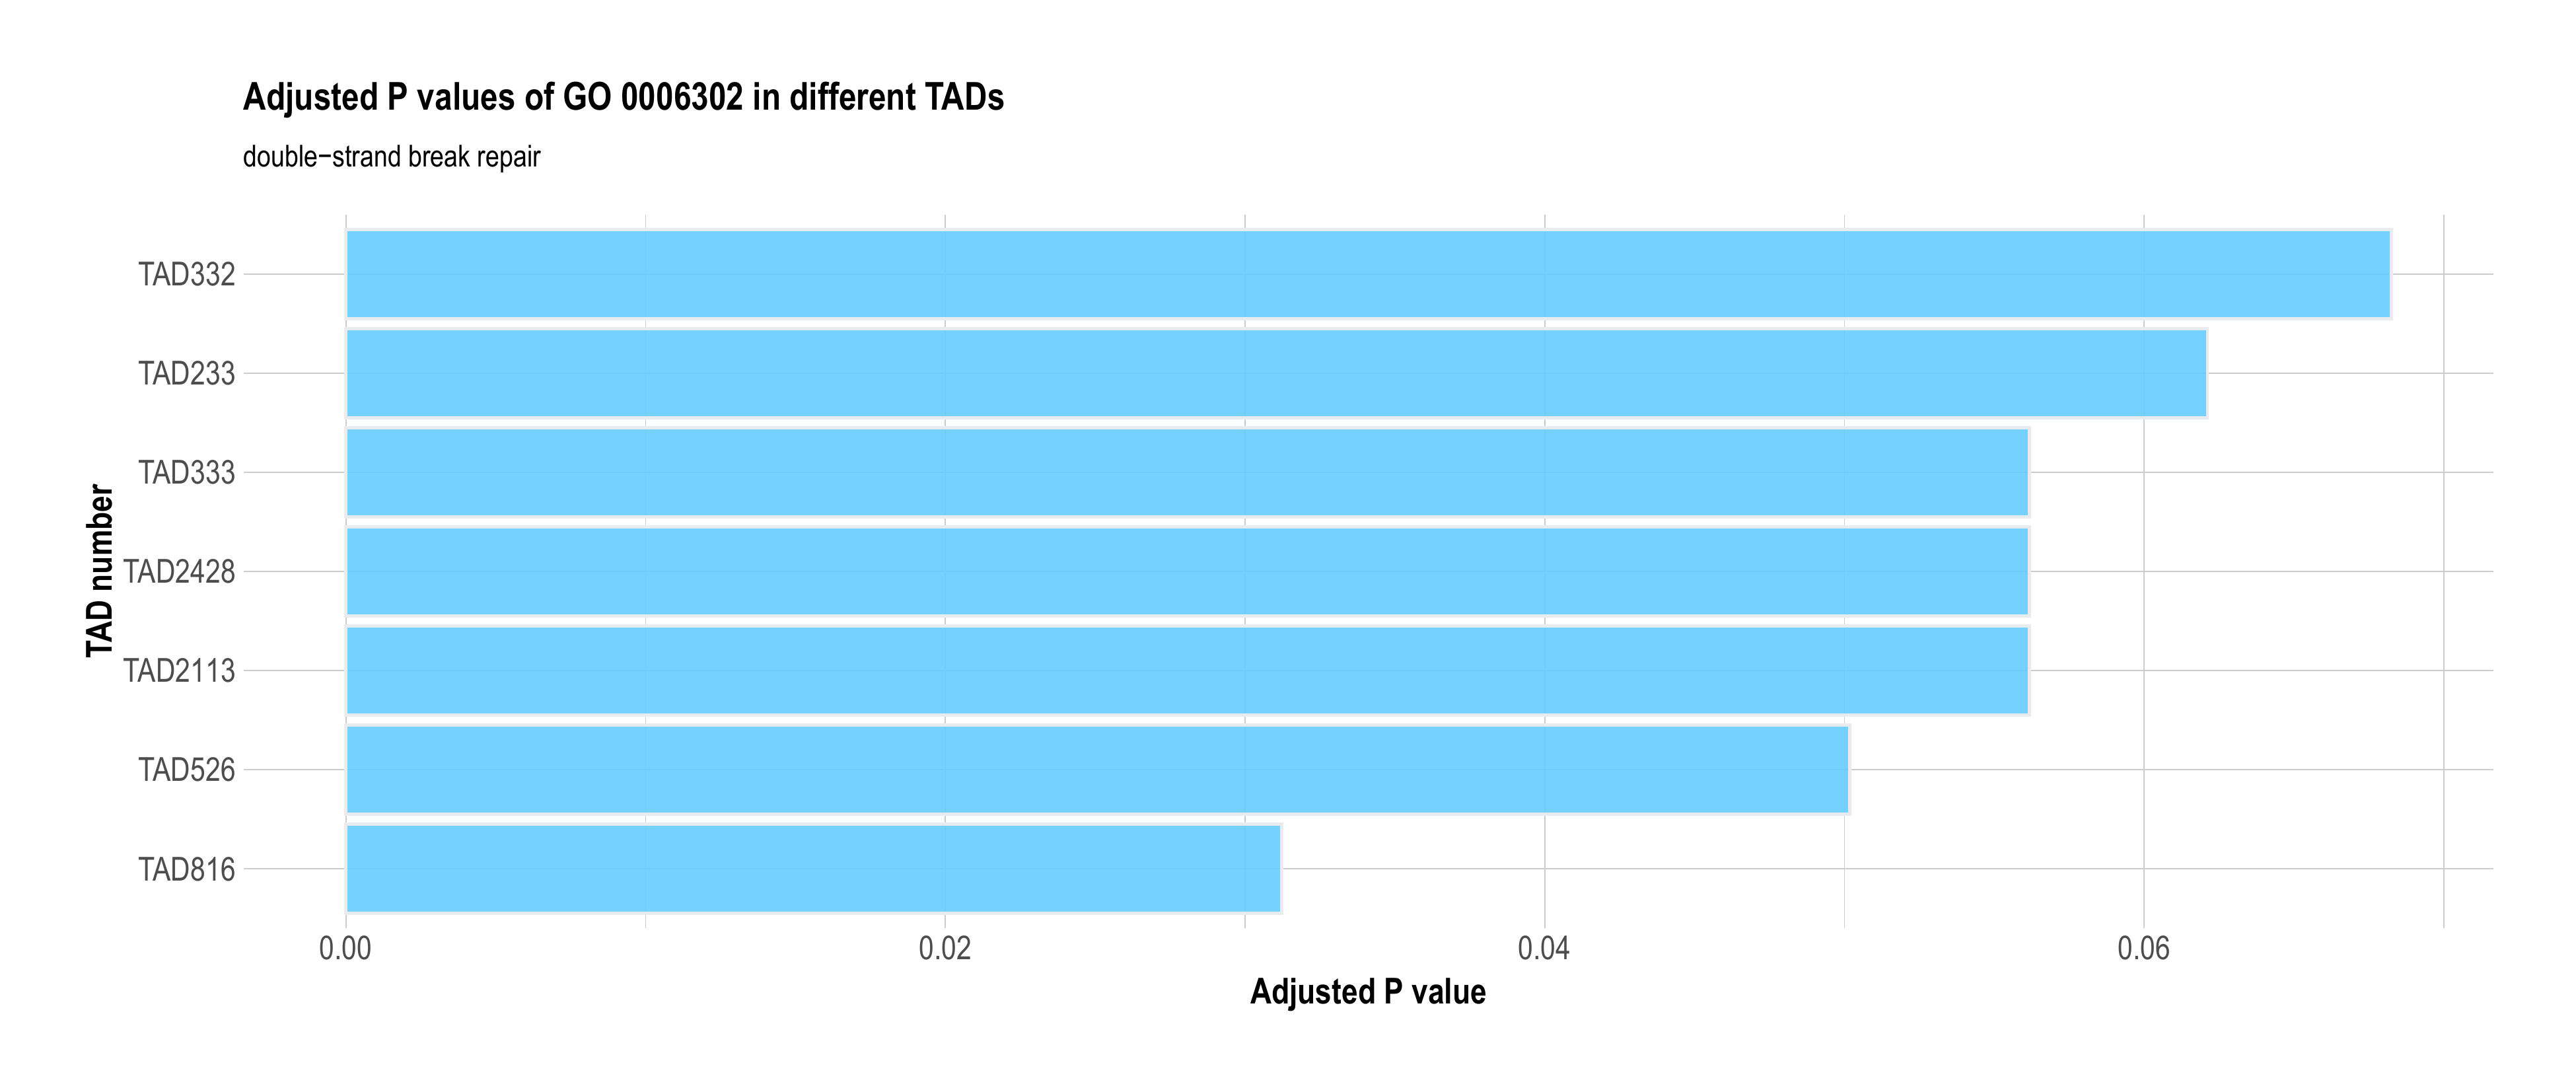 Adjusted P values of GO 0006302 in different TADs
double−strand break repair
TAD number
TAD332
TAD233
TAD333
TAD2428
TAD2113
TAD526
TAD816
0.00 0.02 0.04 0.06
Adjusted P value